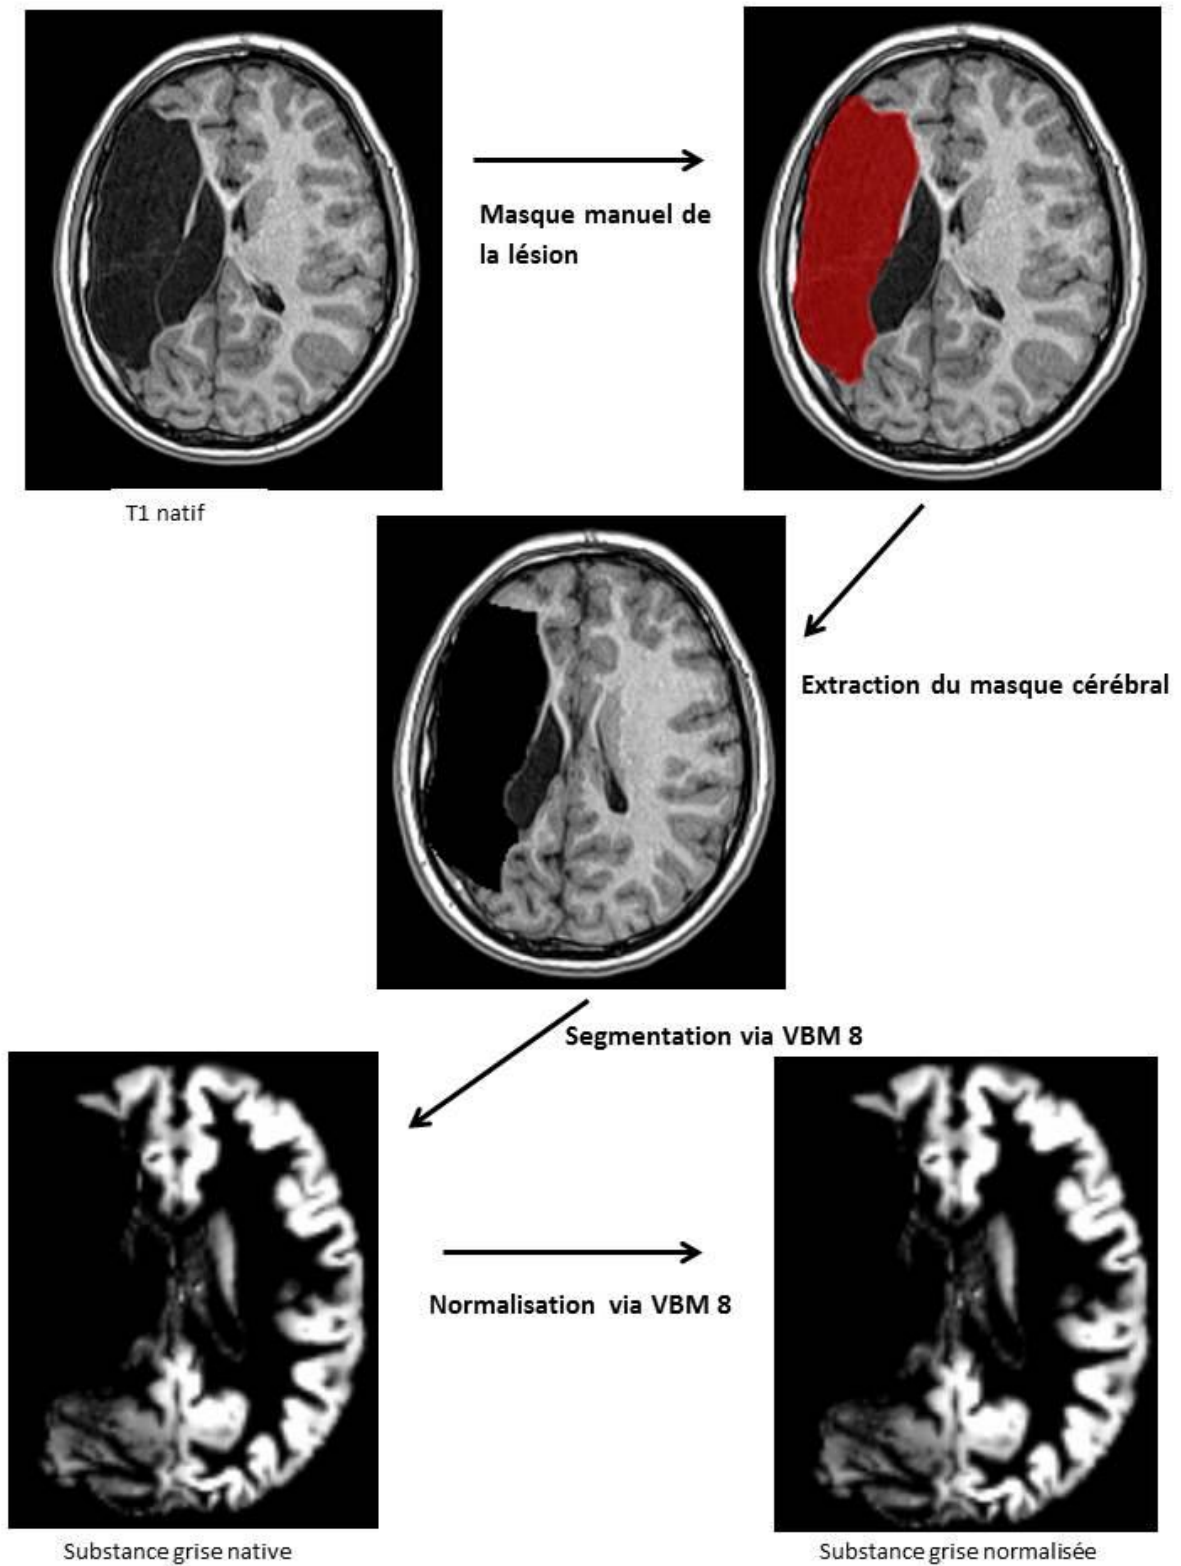 Masque manuel de
la lésion
T1 natif
Extraction du masque cérébral
Segmentation via VBM 8
Normalisation via VBM 8
Substance grise native
Substance grise normalisée